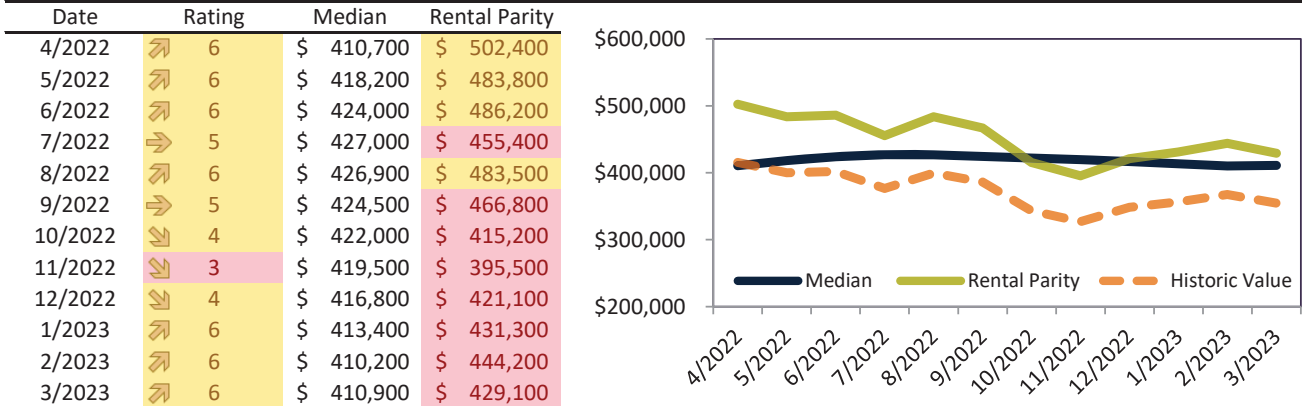 Date Rating Median Rental Parity
4/2022 6 $ 410,700 $ 502,400
5/2022 6 $ 418,200 $ 483,800
6/2022 6 $ 424,000 $ 486,200
7/2022 5 $ 427,000 $ 455,400
8/2022 6 $ 426,900 $ 483,500
9/2022 5 $ 424,500 $ 466,800
10/2022 4 $ 422,000 $ 415,200
11/2022 3 $ 419,500 $ 395,500
12/2022 4 $ 416,800 $ 421,100
1/2023 6 $ 413,400 $ 431,300
2/2023 6 $ 410,200 $ 444,200
3/2023 6 $ 410,900 $ 429,100
$600,000
$500,000
$400,000
$300,000
$200,000
Median Rental Parity Historic Value
4/2022 5/2022 6/2022 7/2022 8/2022 9/2022 10/2022 11/2022 12/2022 1/2023 2/2023 3/2023